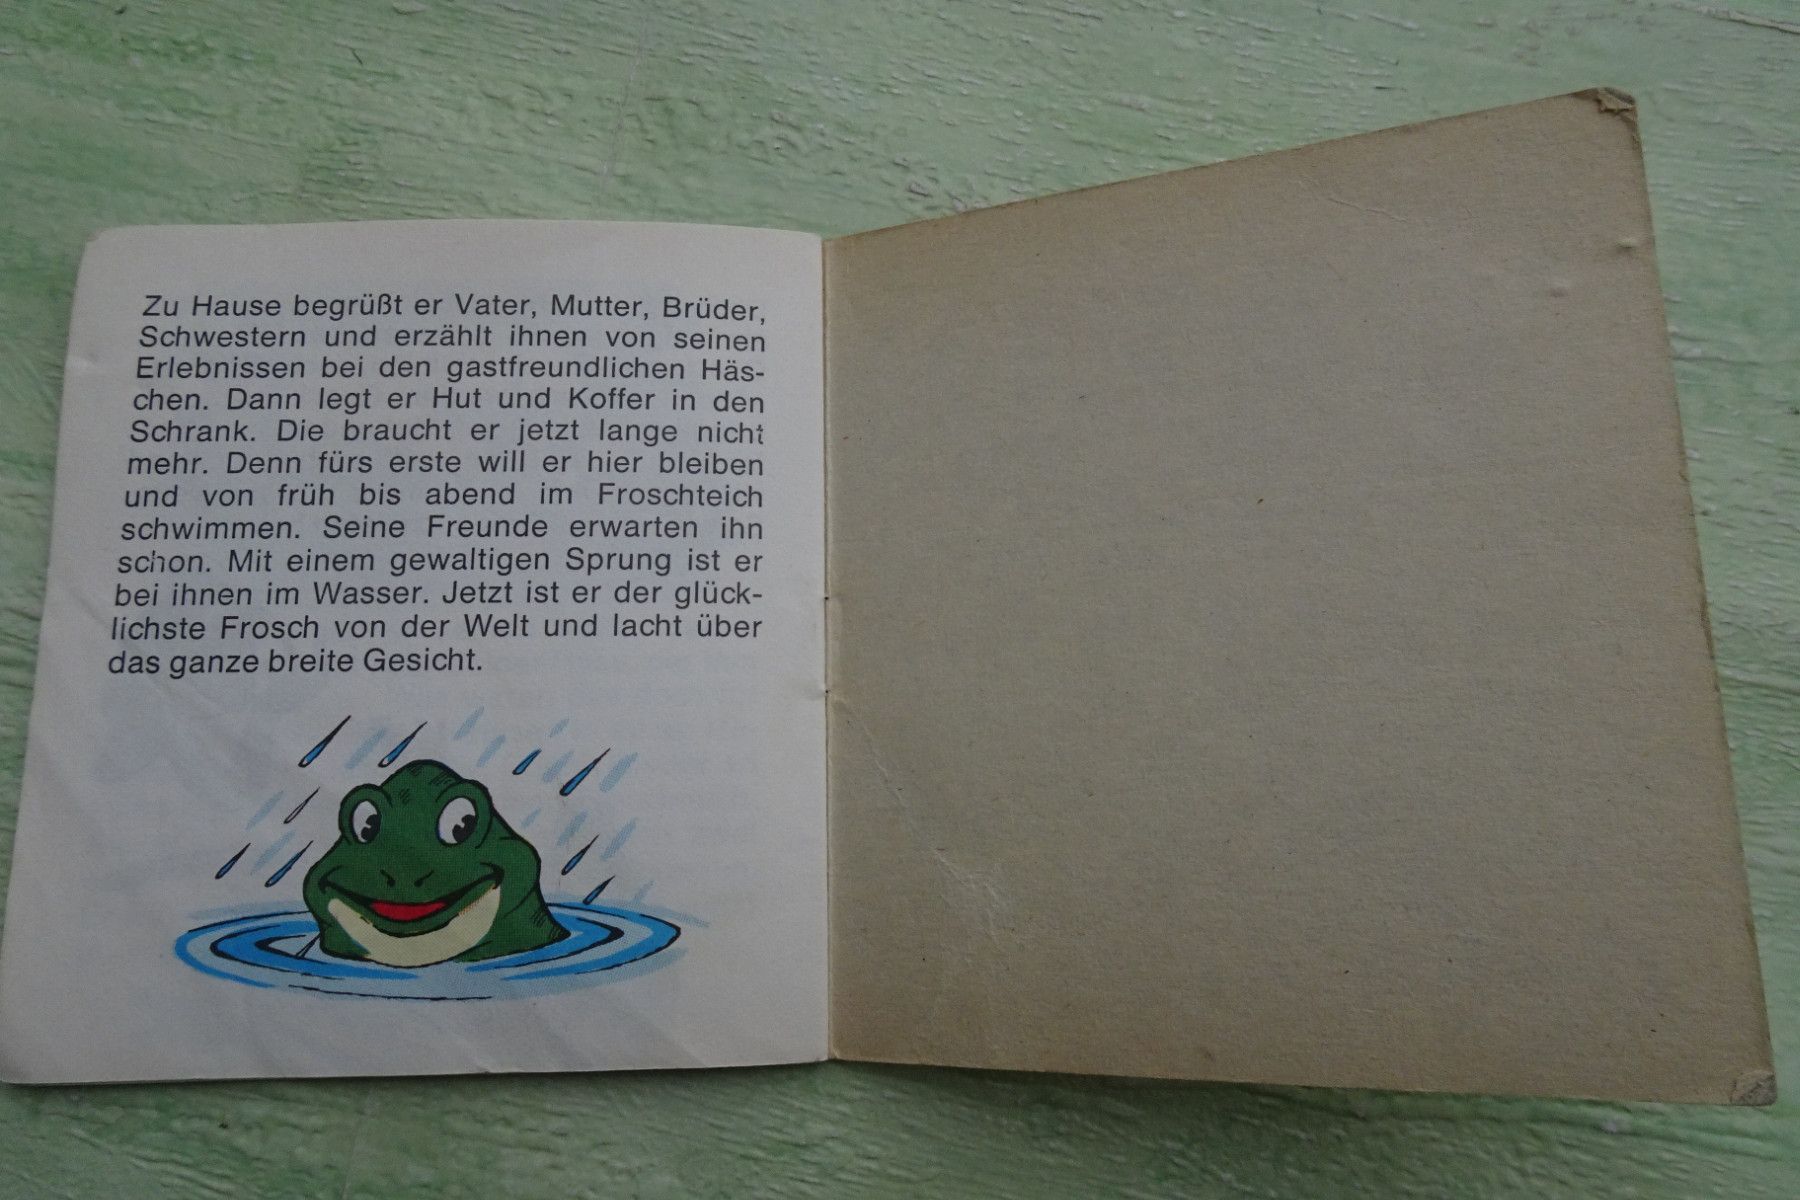 Zu Hause begrüßt er Vater, Mutter, Brüder,
Schwestern und erzählt ihnen von seinen
Erlebnissen bei den gastfreundlichen Häs-
chen. Dann legt er Hut und Koffer in den
Schrank. Die braucht er jetzt lange nicht
mehr. Denn fürs erste will er hier bleiben
und von früh bis abend im Froschteich
schwimmen. Seine Freunde erwarten ihn
schon. Mit einem gewaltigen Sprung ist er
bei ihnen im Wasser. Jetzt ist er der glück-
lichste Frosch von der Welt und lacht über
das ganze breite Gesicht.